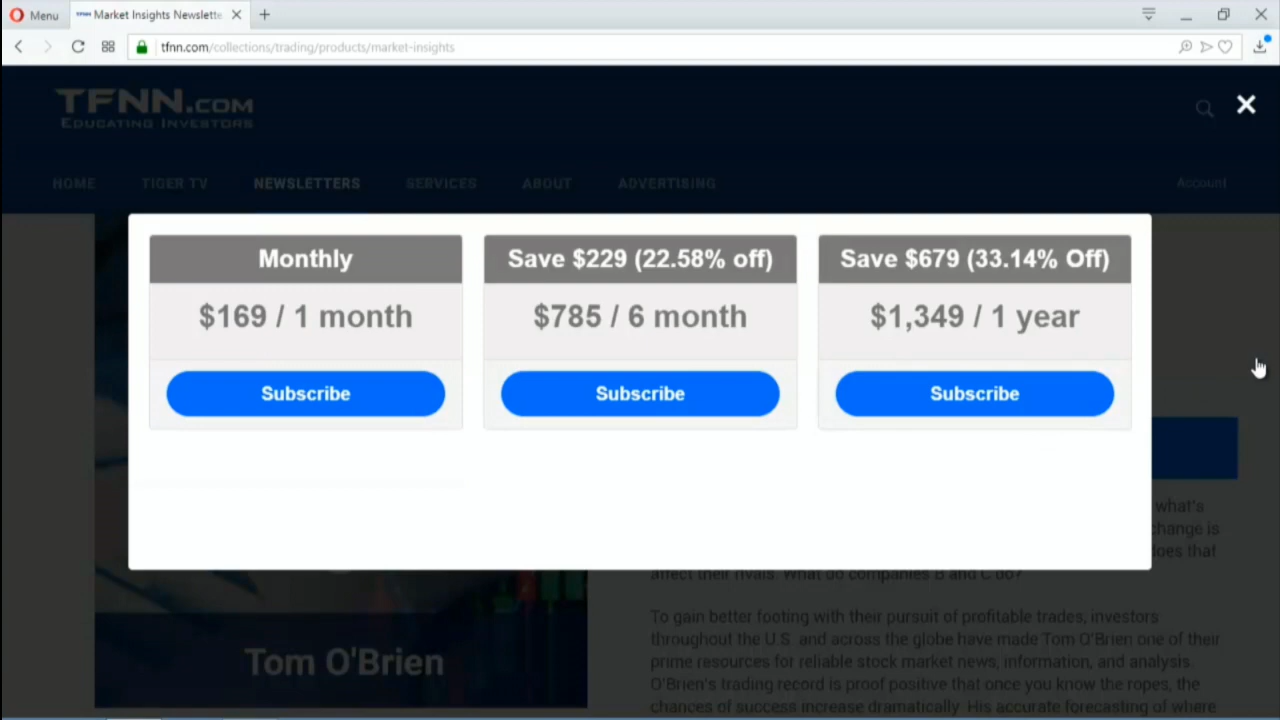 Menu
Market Insights Newslette
tfnn.com/collections/trading/products/market-insights
TFNN.COM
EDUCATING INVESTORS
HOME TIGER TV NEWSLETTERS SERVICES ABOUT ADVERTISING Account
Monthly
$169 / 1 month
Subscribe
Save $229 (22.58% off)
$785 / 6 month
Subscribe
Save $679 (33.14% Off)
$1,349 / 1 year
Subscribe
what's
change is
does that
affect their rivals. What do companies B and C do?
To gain better footing with their pursuit of profitable trades, investors
throughout the U.S. and across the globe have made Tom O'Brien one of their
prime resources for reliable stock market news, information, and analysis.
O'Brien's trading record is proof positive that once you know the ropes, the
chances of success increase dramatically. His accurate forecasting of where
Tom O'Brien